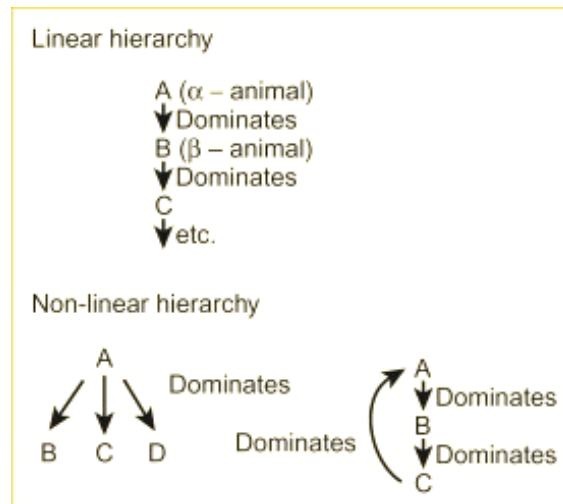 Linear hierarchy
A (α – animal)
Dominates
B (β – animal)
Dominates
C
etc.
Non-linear hierarchy
A
Dominates
B C D
A
Dominates
B
Dominates
Dominates
C